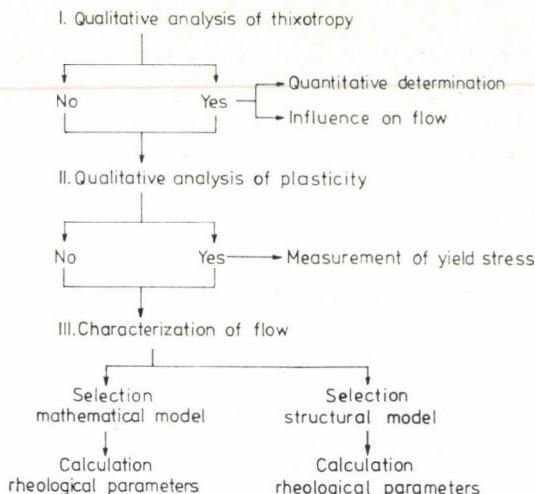 I. Qualitative analysis of thixotropy
No
Yes
Quantitative determination
Influence on flow
II. Qualitative analysis of plasticity
No
Yes
Measurement of yield stress
III. Characterization of flow
Selection
mathematical model
Selection
structural model
Calculation
rheological parameters
Calculation
rheological parameters